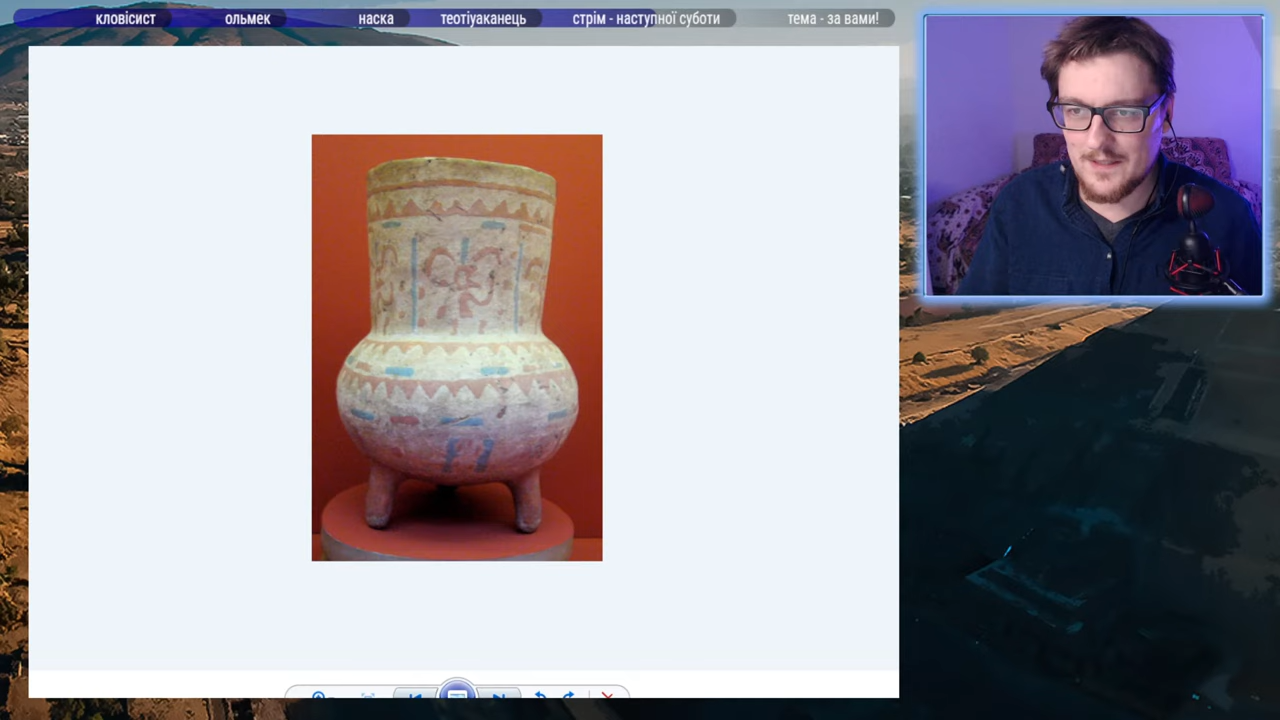 кловісист ольмек наска теотіуаканець стрім - наступної суботи тема - за вами!